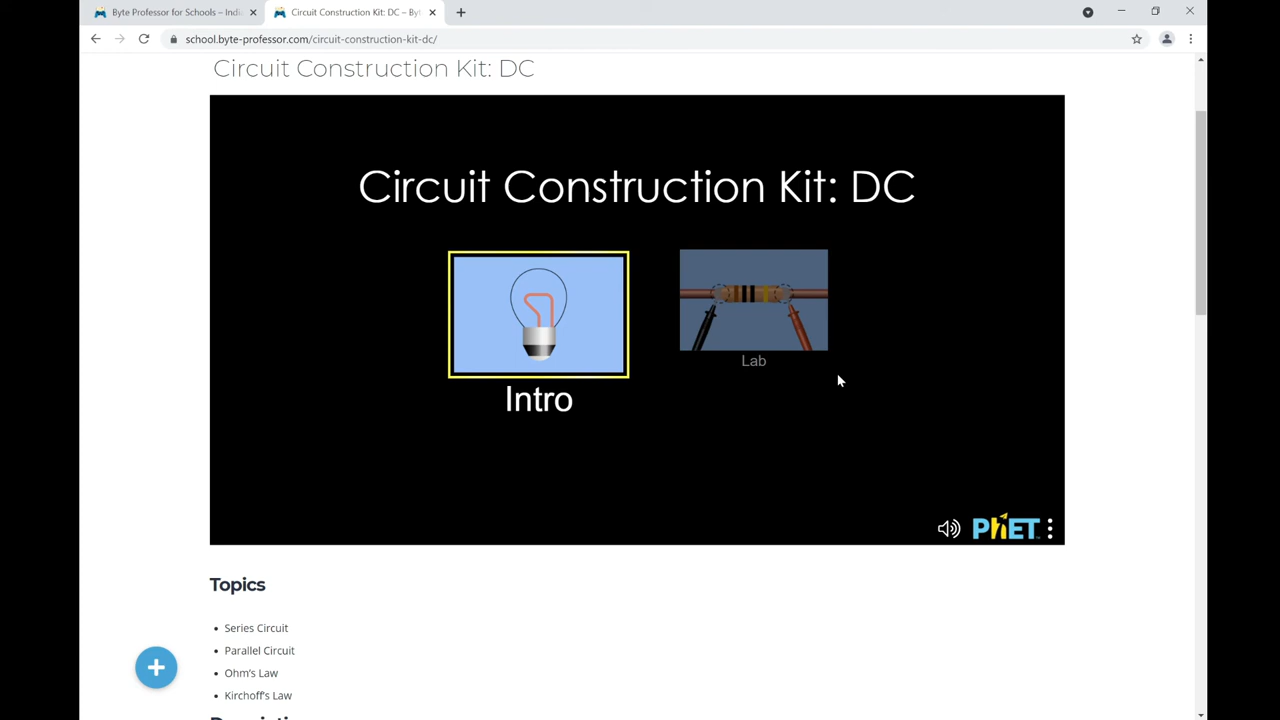 Byte Professor for Schools – Indi
Circuit Construction Kit: DC – By
school.byte-professor.com/circuit-construction-kit-dc/
Circuit Construction Kit: DC
Circuit Construction Kit: DC
Intro
Lab
PhET
Topics
Series Circuit
Parallel Circuit
Ohm's Law
Kirchoff's Law